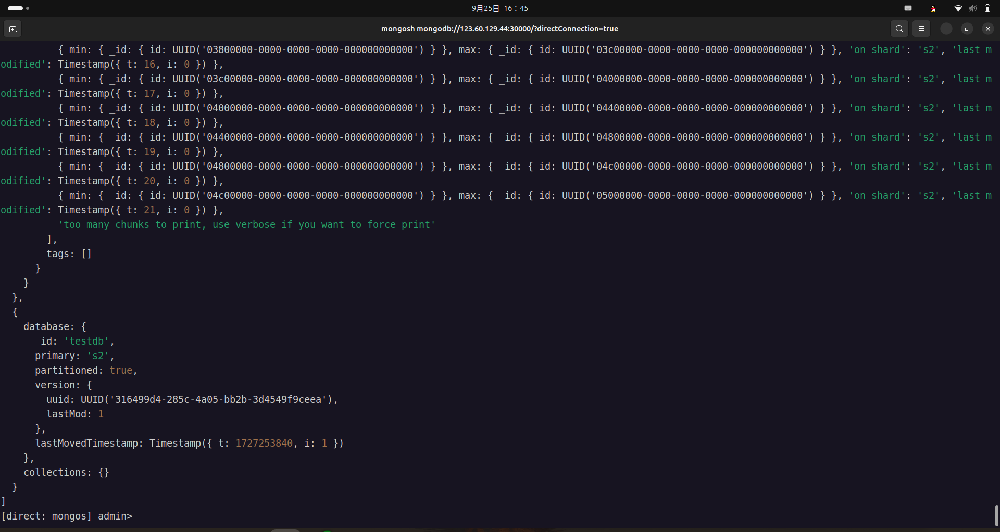 9月25日 16：45
mongosh mongodb://123.60.129.44:30000/?directConnection=true
{ min: { _id: { id: UUID('03800000-0000-0000-0000-000000000000') } }, max: { _id: { id: UUID('03c00000-0000-0000-0000-000000000000') } }, 'on shard': 's2', 'last m
odified': Timestamp({ t: 16, i: 0 }) },
{ min: { _id: { id: UUID('03c00000-0000-0000-0000-000000000000') } }, max: { _id: { id: UUID('04000000-0000-0000-0000-000000000000') } }, 'on shard': 's2', 'last m
odified': Timestamp({ t: 17, i: 0 }) },
{ min: { _id: { id: UUID('04000000-0000-0000-0000-000000000000') } }, max: { _id: { id: UUID('04400000-0000-0000-0000-000000000000') } }, 'on shard': 's2', 'last m
odified': Timestamp({ t: 18, i: 0 }) },
{ min: { _id: { id: UUID('04400000-0000-0000-0000-000000000000') } }, max: { _id: { id: UUID('04800000-0000-0000-0000-000000000000') } }, 'on shard': 's2', 'last m
odified': Timestamp({ t: 19, i: 0 }) },
{ min: { _id: { id: UUID('04800000-0000-0000-0000-000000000000') } }, max: { _id: { id: UUID('04c00000-0000-0000-0000-000000000000') } }, 'on shard': 's2', 'last m
odified': Timestamp({ t: 20, i: 0 }) },
{ min: { _id: { id: UUID('04c00000-0000-0000-0000-000000000000') } }, max: { _id: { id: UUID('05000000-0000-0000-0000-000000000000') } }, 'on shard': 's2', 'last m
odified': Timestamp({ t: 21, i: 0 }) },
'too many chunks to print, use verbose if you want to force print'
],
tags: []
}
}
},
{
database: {
_id: 'testdb',
primary: 's2',
partitioned: true,
version: {
uuid: UUID('316499d4-285c-4a05-bb2b-3d4549f9ceea'),
lastMod: 1
},
lastMovedTimestamp: Timestamp({ t: 1727253840, i: 1 })
},
collections: {}
}
]
[direct: mongos] admin>